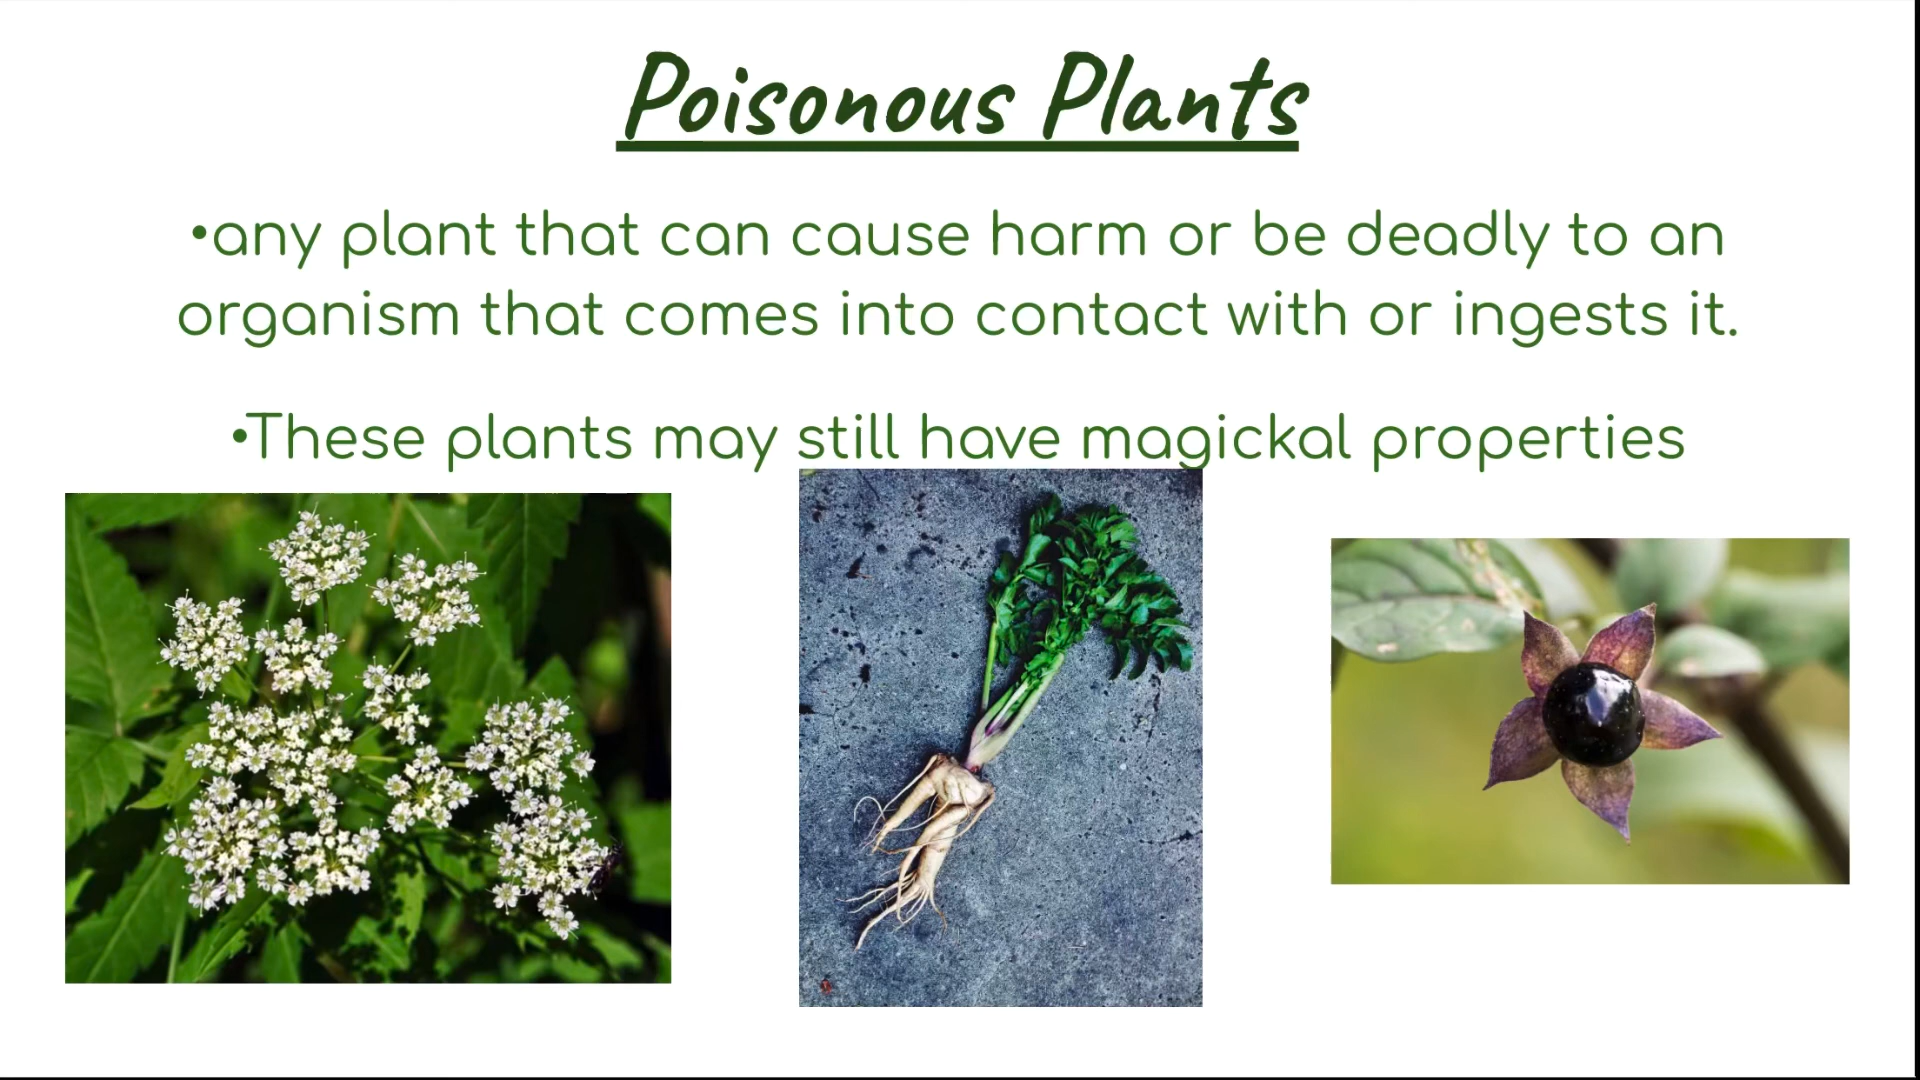 Poisonous Plants
•any plant that can cause harm or be deadly to an
organism that comes into contact with or ingests it.
•These plants may still have magickal properties